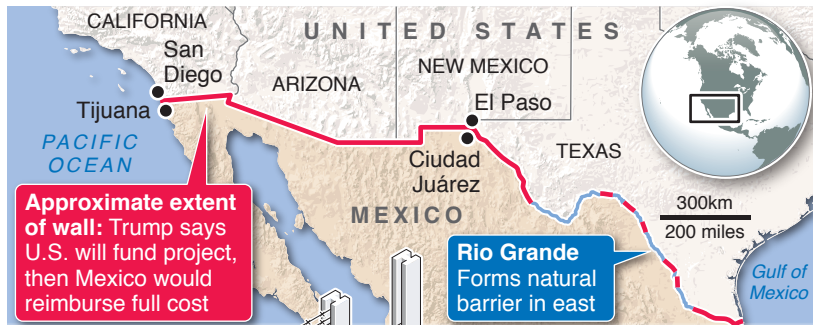 CALIFORNIA
UNITED STATES
San
Diego
ARIZONA
NEW MEXICO
El Paso
Tijuana
PACIFIC
OCEAN
Ciudad
Juárez
TEXAS
MEXICO
Approximate extent
of wall: Trump says
U.S. will fund project,
then Mexico would
reimburse full cost
Rio Grande
Forms natural
barrier in east
300km
200 miles
Gulf of
Mexico